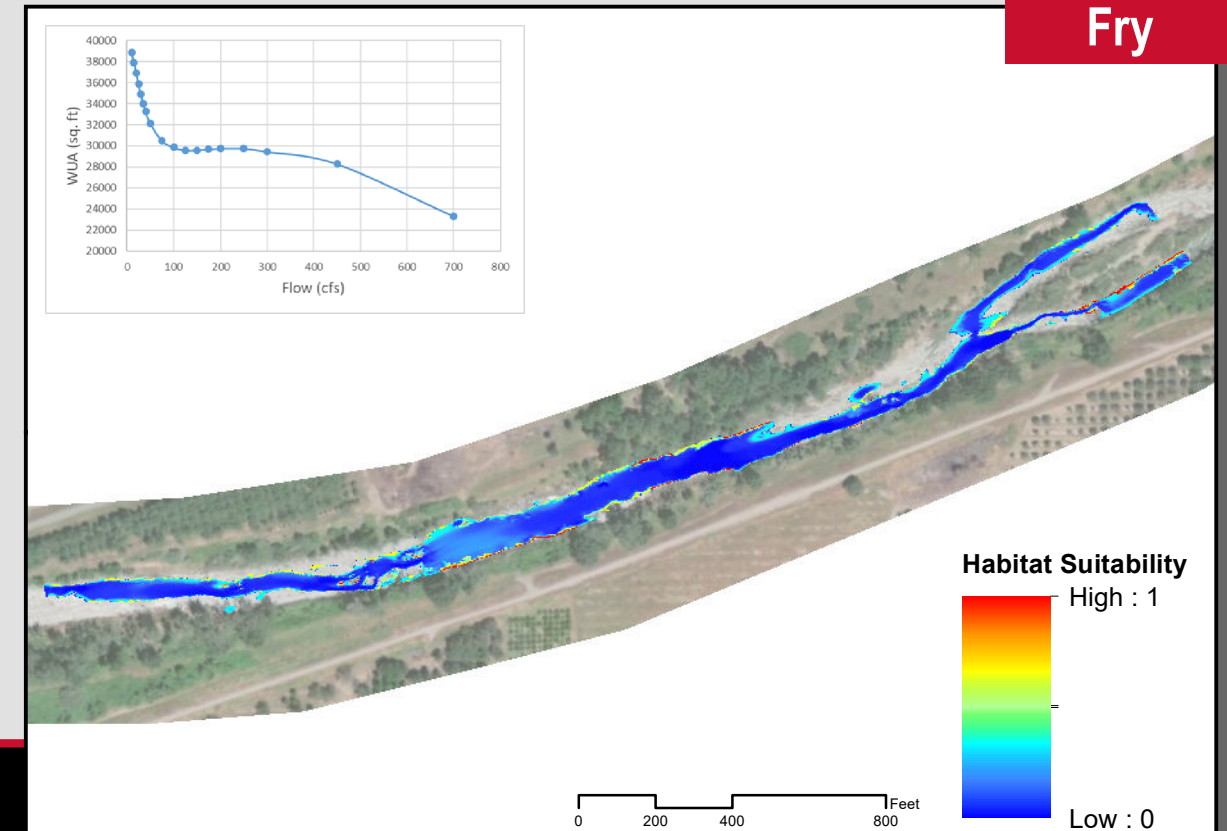 Fry
40000
38000
36000
34000
32000
30000
28000
26000
24000
22000
20000
WUA (sq. ft)
0 100 200 300 400 500 600 700 800
Flow (cfs)
Habitat Suitability
High : 1
Low : 0
Feet
0 200 400 800